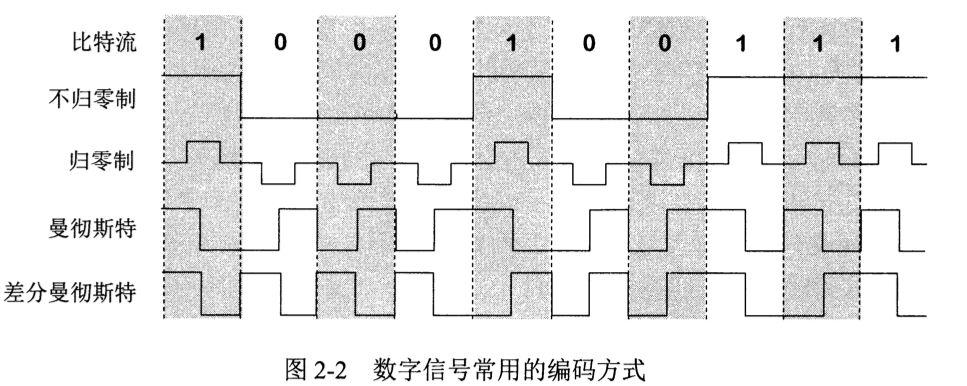 比特流 1 0 0 0 1 0 0 1 1 1
不归零制
归零制
曼彻斯特
差分曼彻斯特
图 2-2 数字信号常用的编码方式